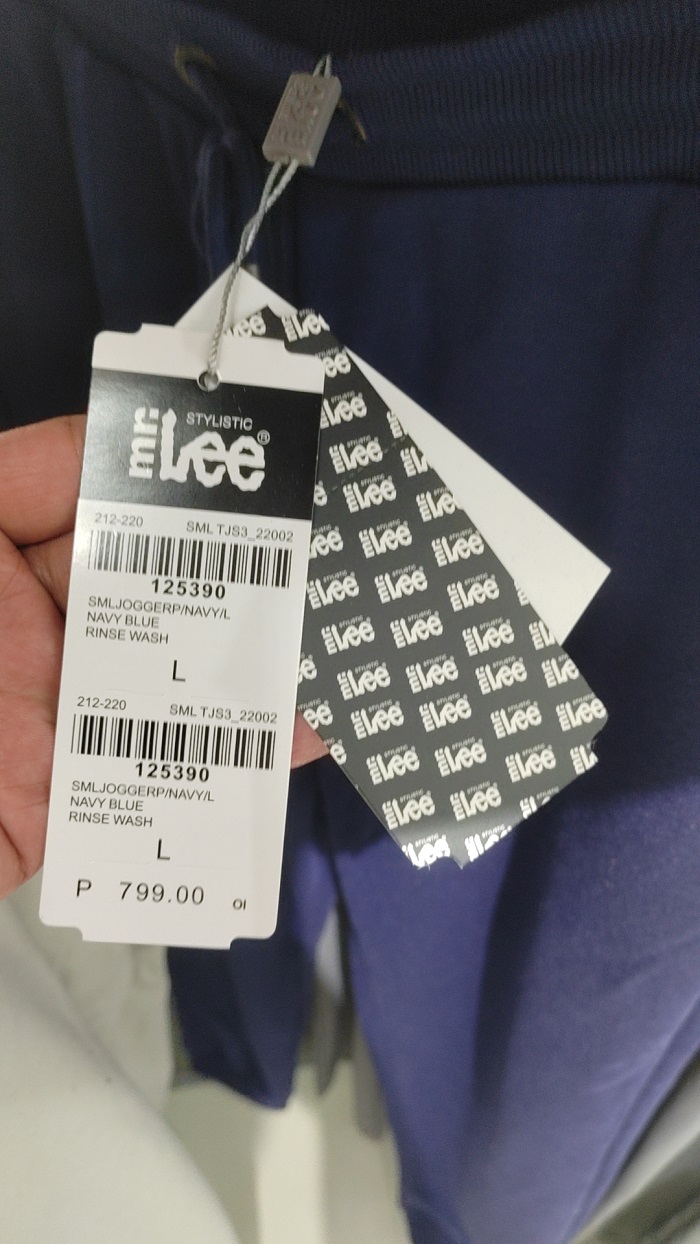 STYLISTIC
mr. Lee®
212-220 SML TJS3_22002
125390
SMLJOGGERP/NAVY/L
NAVY BLUE
RINSE WASH
L
212-220 SML TJS3_22002
125390
SMLJOGGERP/NAVY/L
NAVY BLUE
RINSE WASH
L
P 799.00 OI